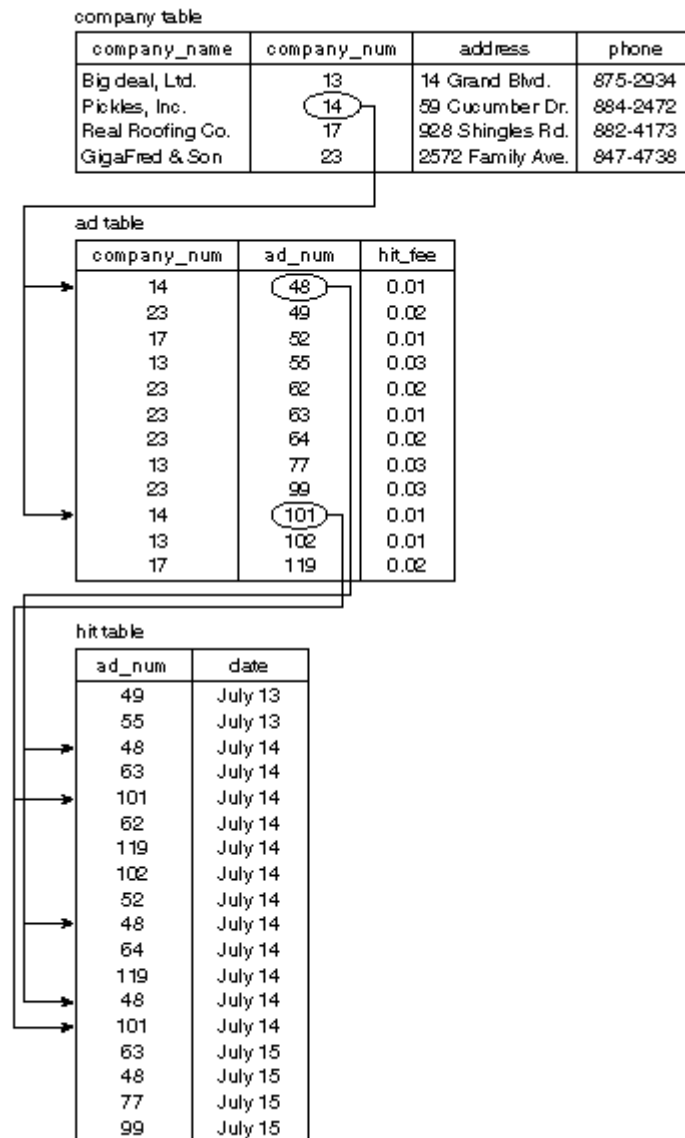 company table
company_name company_num address phone
Big deal, Ltd. 13 14 Grand Blvd. 875-2934
Pickles, Inc. 14 59 Cucumber Dr. 884-2472
Real Roofing Co. 17 928 Shingles Rd. 882-4173
GigaFred & Son 23 2572 Family Ave. 847-4738
ad table
company_num ad_num hit_fee
14 48 0.01
23 49 0.02
17 52 0.01
13 55 0.03
23 62 0.02
23 63 0.01
23 64 0.02
13 77 0.03
23 99 0.03
14 101 0.01
13 102 0.01
17 119 0.02
hit table
ad_num date
49 July 13
55 July 13
48 July 14
63 July 14
101 July 14
62 July 14
119 July 14
102 July 14
52 July 14
48 July 14
64 July 14
119 July 14
48 July 14
101 July 14
63 July 15
48 July 15
77 July 15
99 July 15